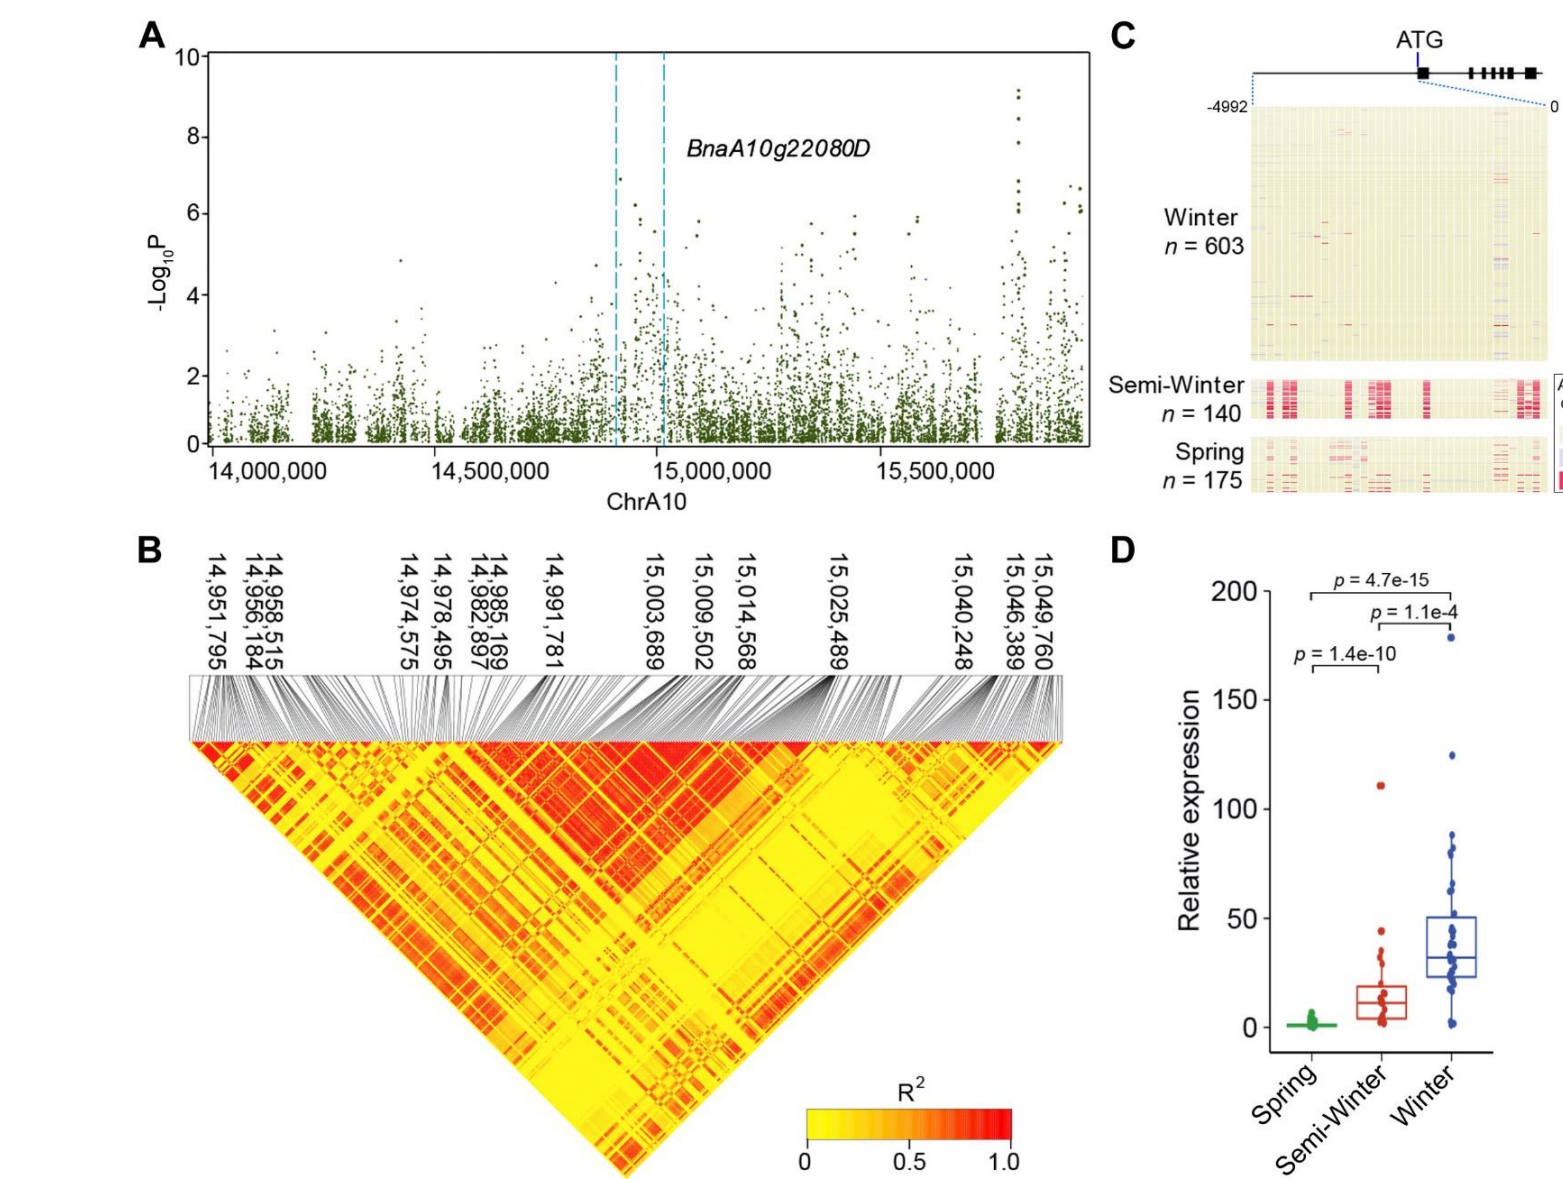 A
10
8
6
4
2
0
-Log10P
BnaA10g22080D
14,000,000
14,500,000
15,000,000
15,500,000
ChrA10
B
14,951,795
14,956,184
14,958,515
14,974,575
14,978,495
14,982,897
14,985,169
14,991,781
15,003,689
15,009,502
15,014,568
15,025,489
15,040,248
15,046,389
15,049,760
R2
0
0.5
1.0
C
ATG
-4992
0
Winter
n = 603
Semi-Winter
n = 140
Spring
n = 175
D
200
150
100
50
0
Relative expression
p = 4.7e-15
p = 1.1e-4
p = 1.4e-10
Spring
Semi-Winter
Winter